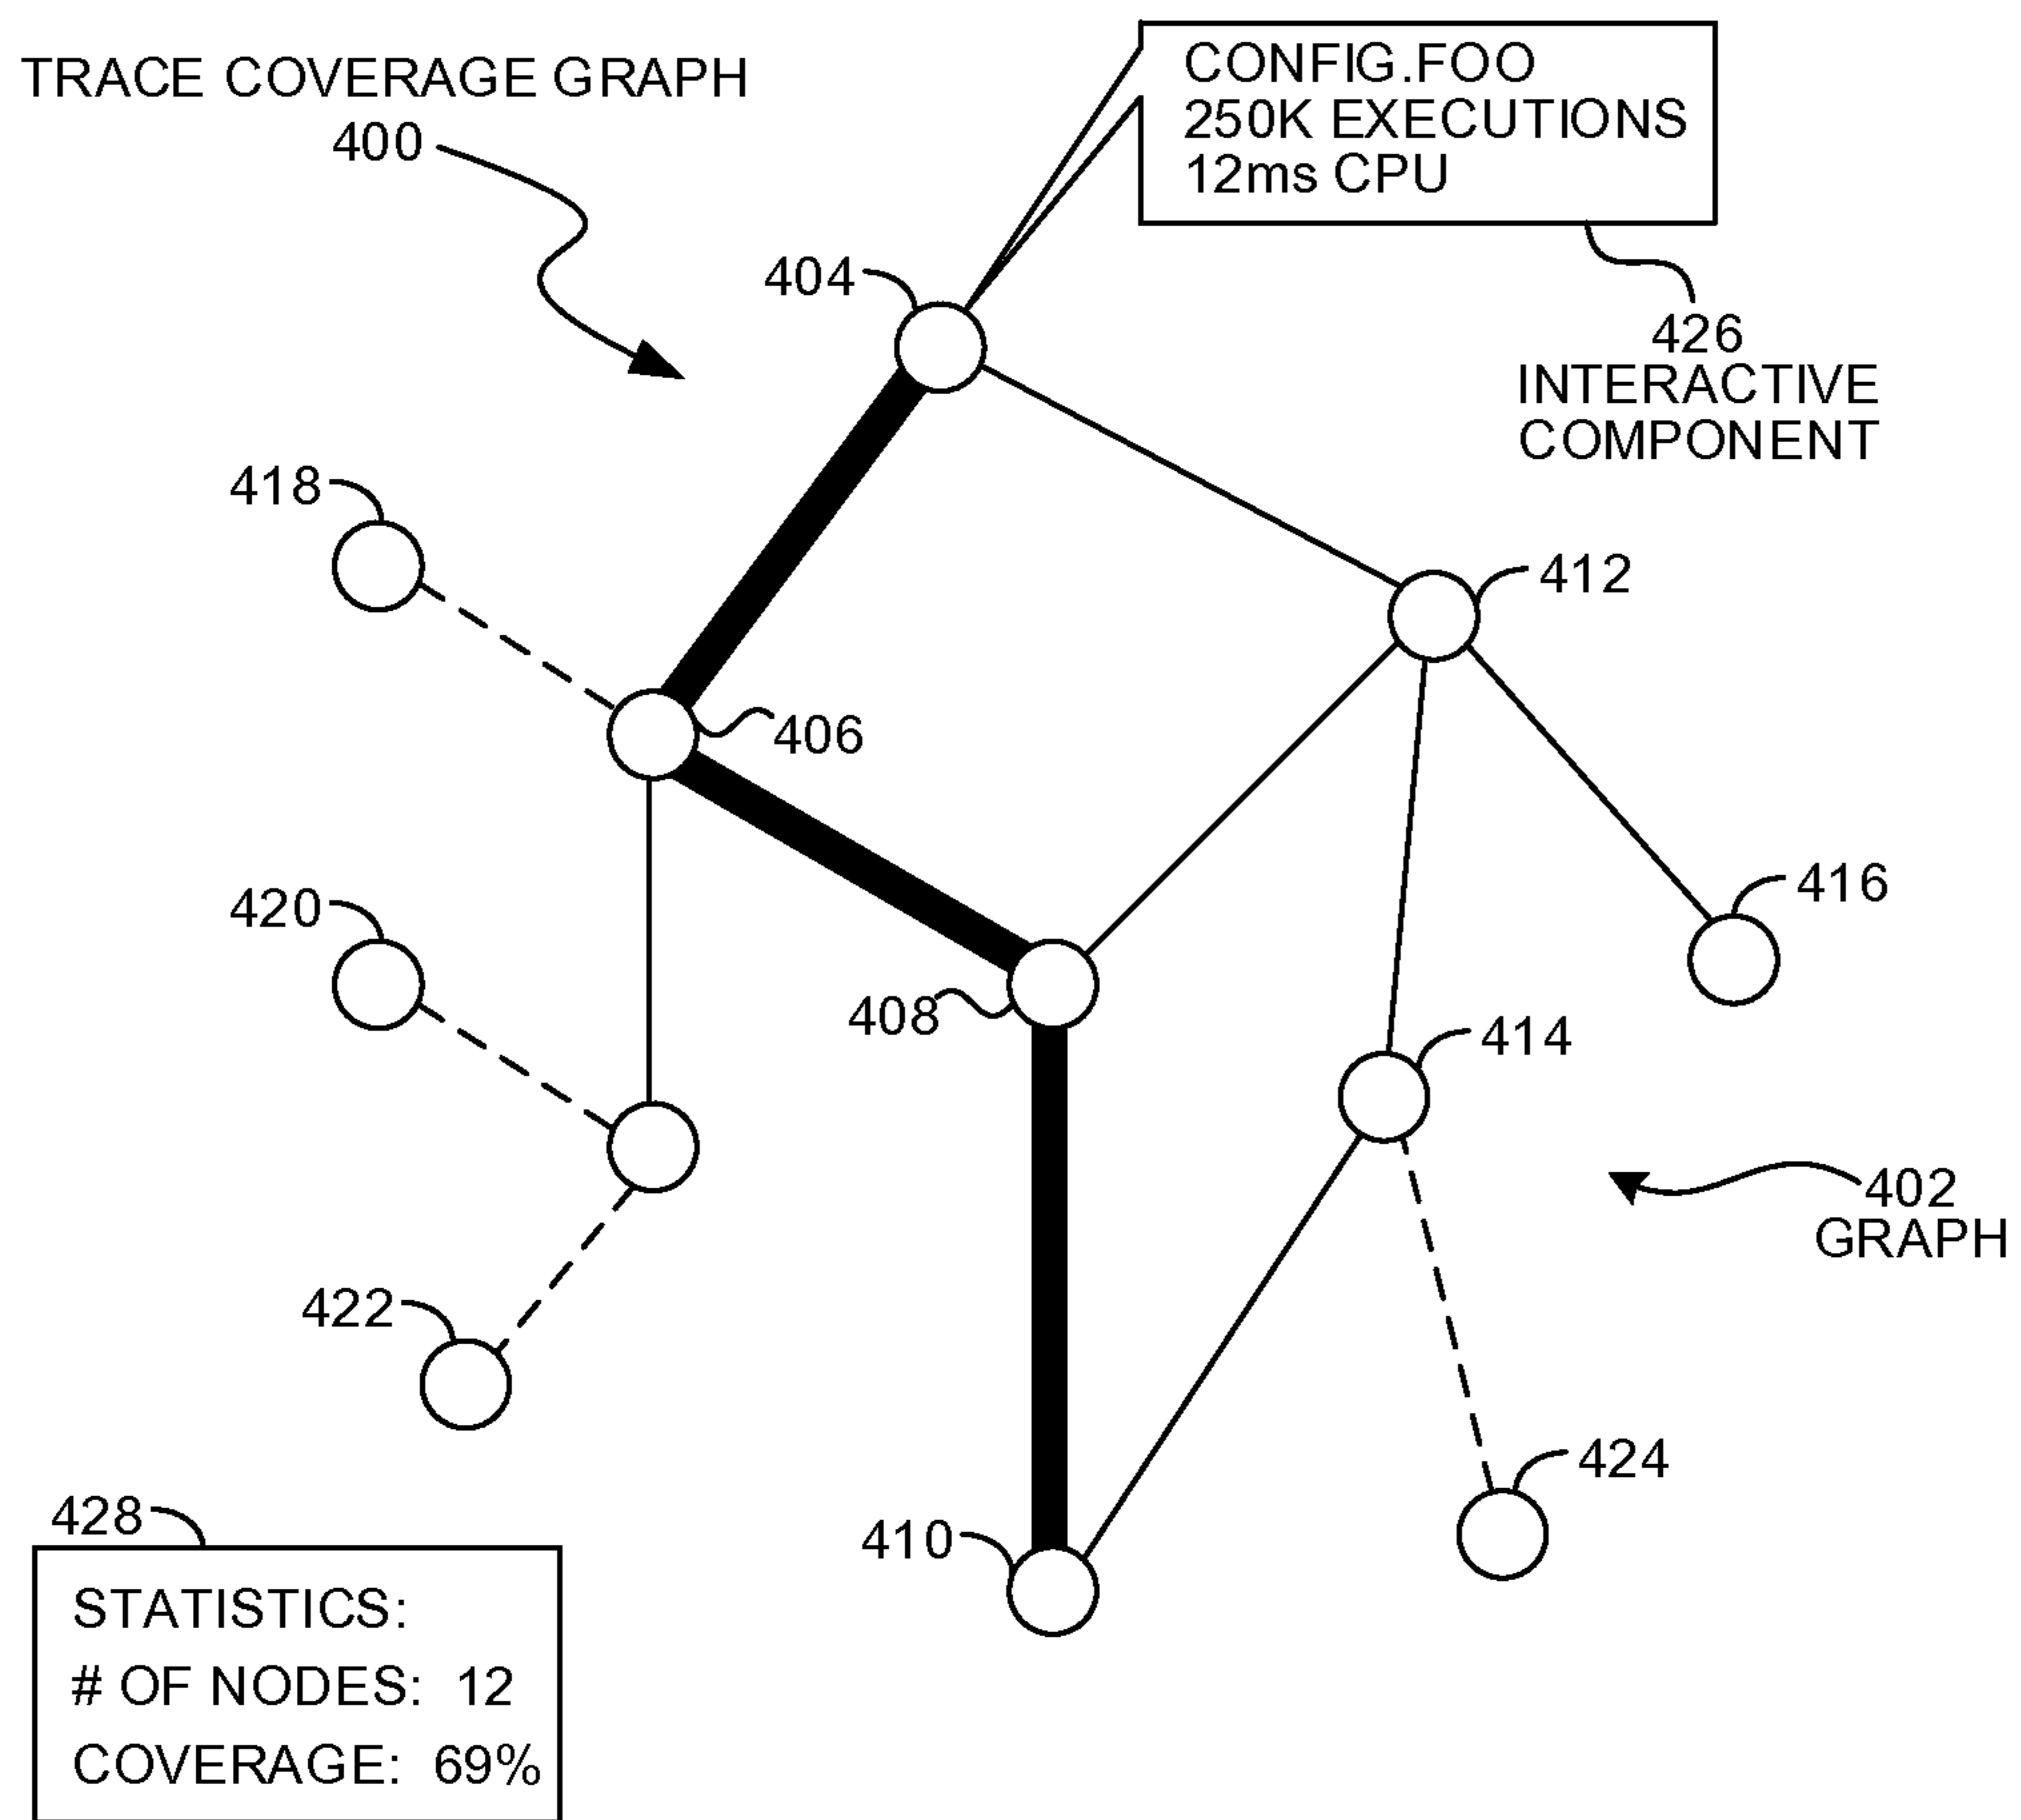 TRACE COVERAGE GRAPH
400
CONFIG.FOO
250K EXECUTIONS
12ms CPU
404
426
INTERACTIVE
COMPONENT
418
412
406
416
420
408
414
402
GRAPH
422
424
410
428
STATISTICS:
# OF NODES: 12
COVERAGE: 69%